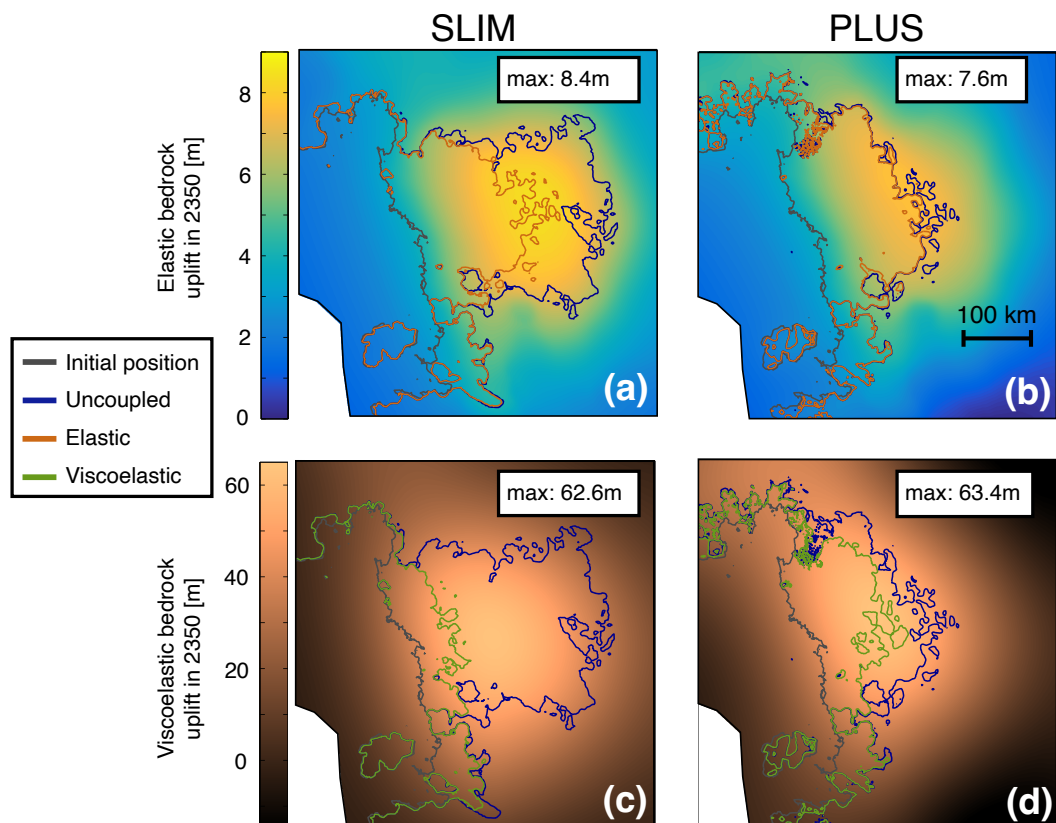 SLIM
PLUS
max: 8.4m
max: 7.6m
Elastic bedrock
uplift in 2350 [m]
8
6
4
2
0
100 km
(a)
(b)
Initial position
Uncoupled
Elastic
Viscoelastic
max: 62.6m
max: 63.4m
Viscoelastic bedrock
uplift in 2350 [m]
60
40
20
0
(c)
(d)